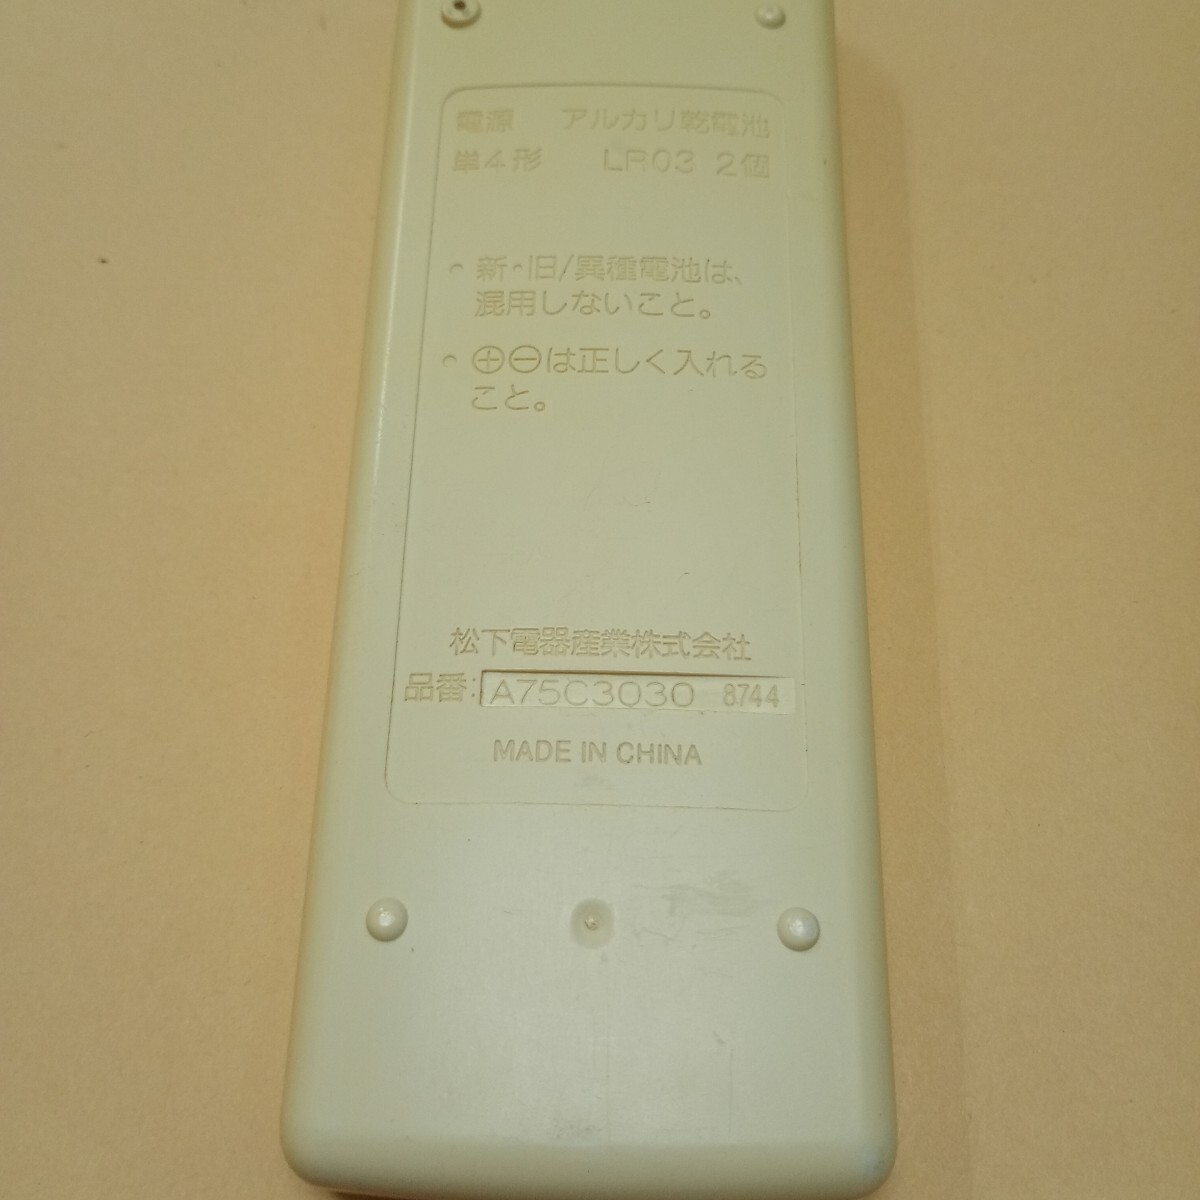 電源 アルカリ乾電池
単4形 LR03 2個
・新・旧/異種電池は、
混用しないこと。
・⊕⊖は正しく入れる
こと。
松下電器産業株式会社
品番: A75C3030 8744
MADE IN CHINA